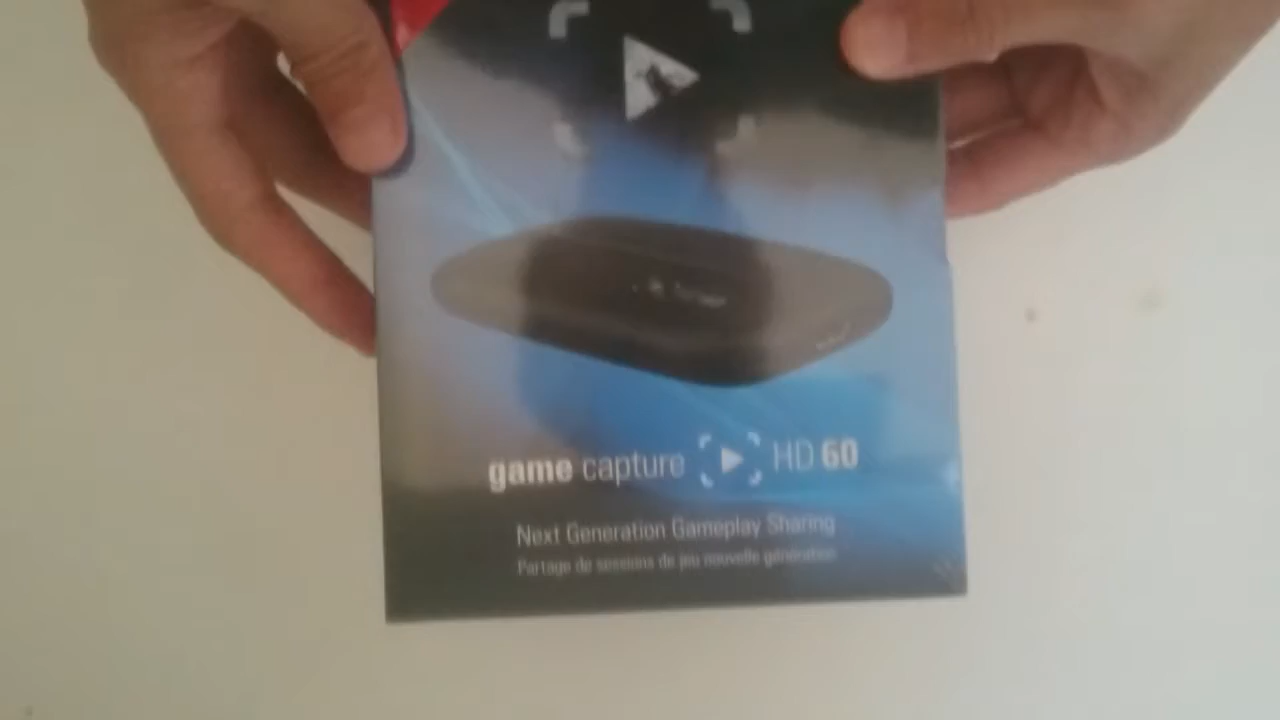 game capture HD 60
Next Generation Gameplay Sharing
Partage de sessions de jeu nouvelle génération